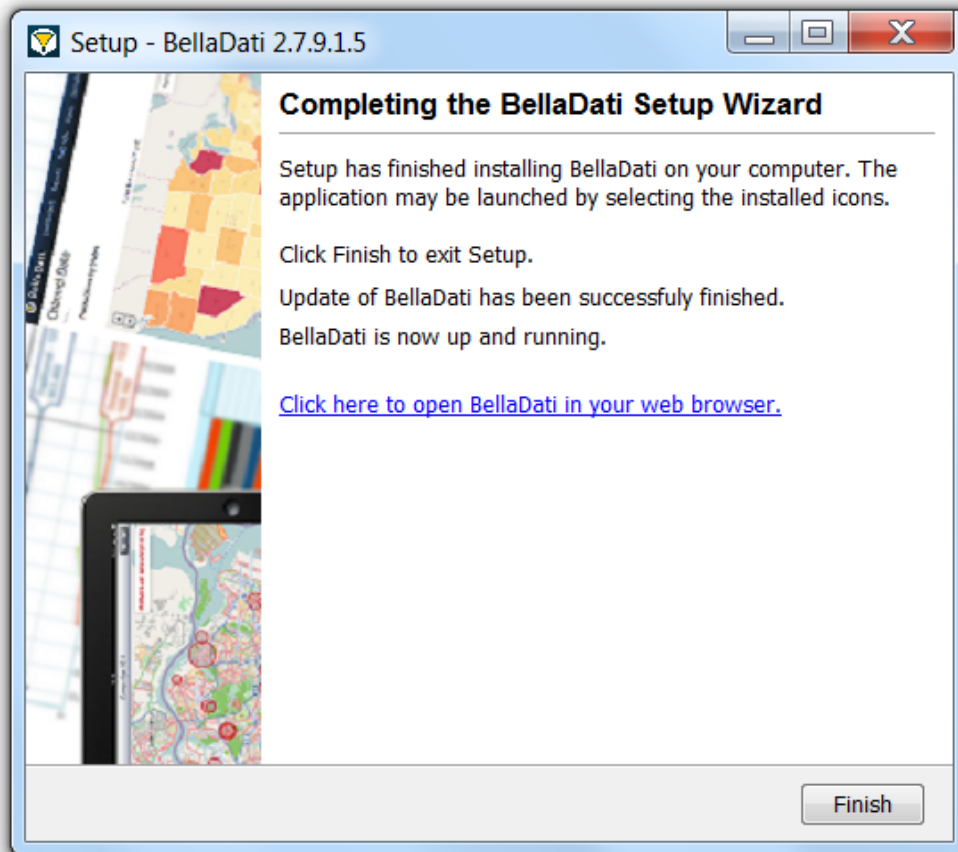 Setup - BellaDati 2.7.9.1.5
Completing the BellaDati Setup Wizard
Setup has finished installing BellaDati on your computer. The
application may be launched by selecting the installed icons.
Click Finish to exit Setup.
Update of BellaDati has been successfuly finished.
BellaDati is now up and running.
Click here to open BellaDati in your web browser.
Finish